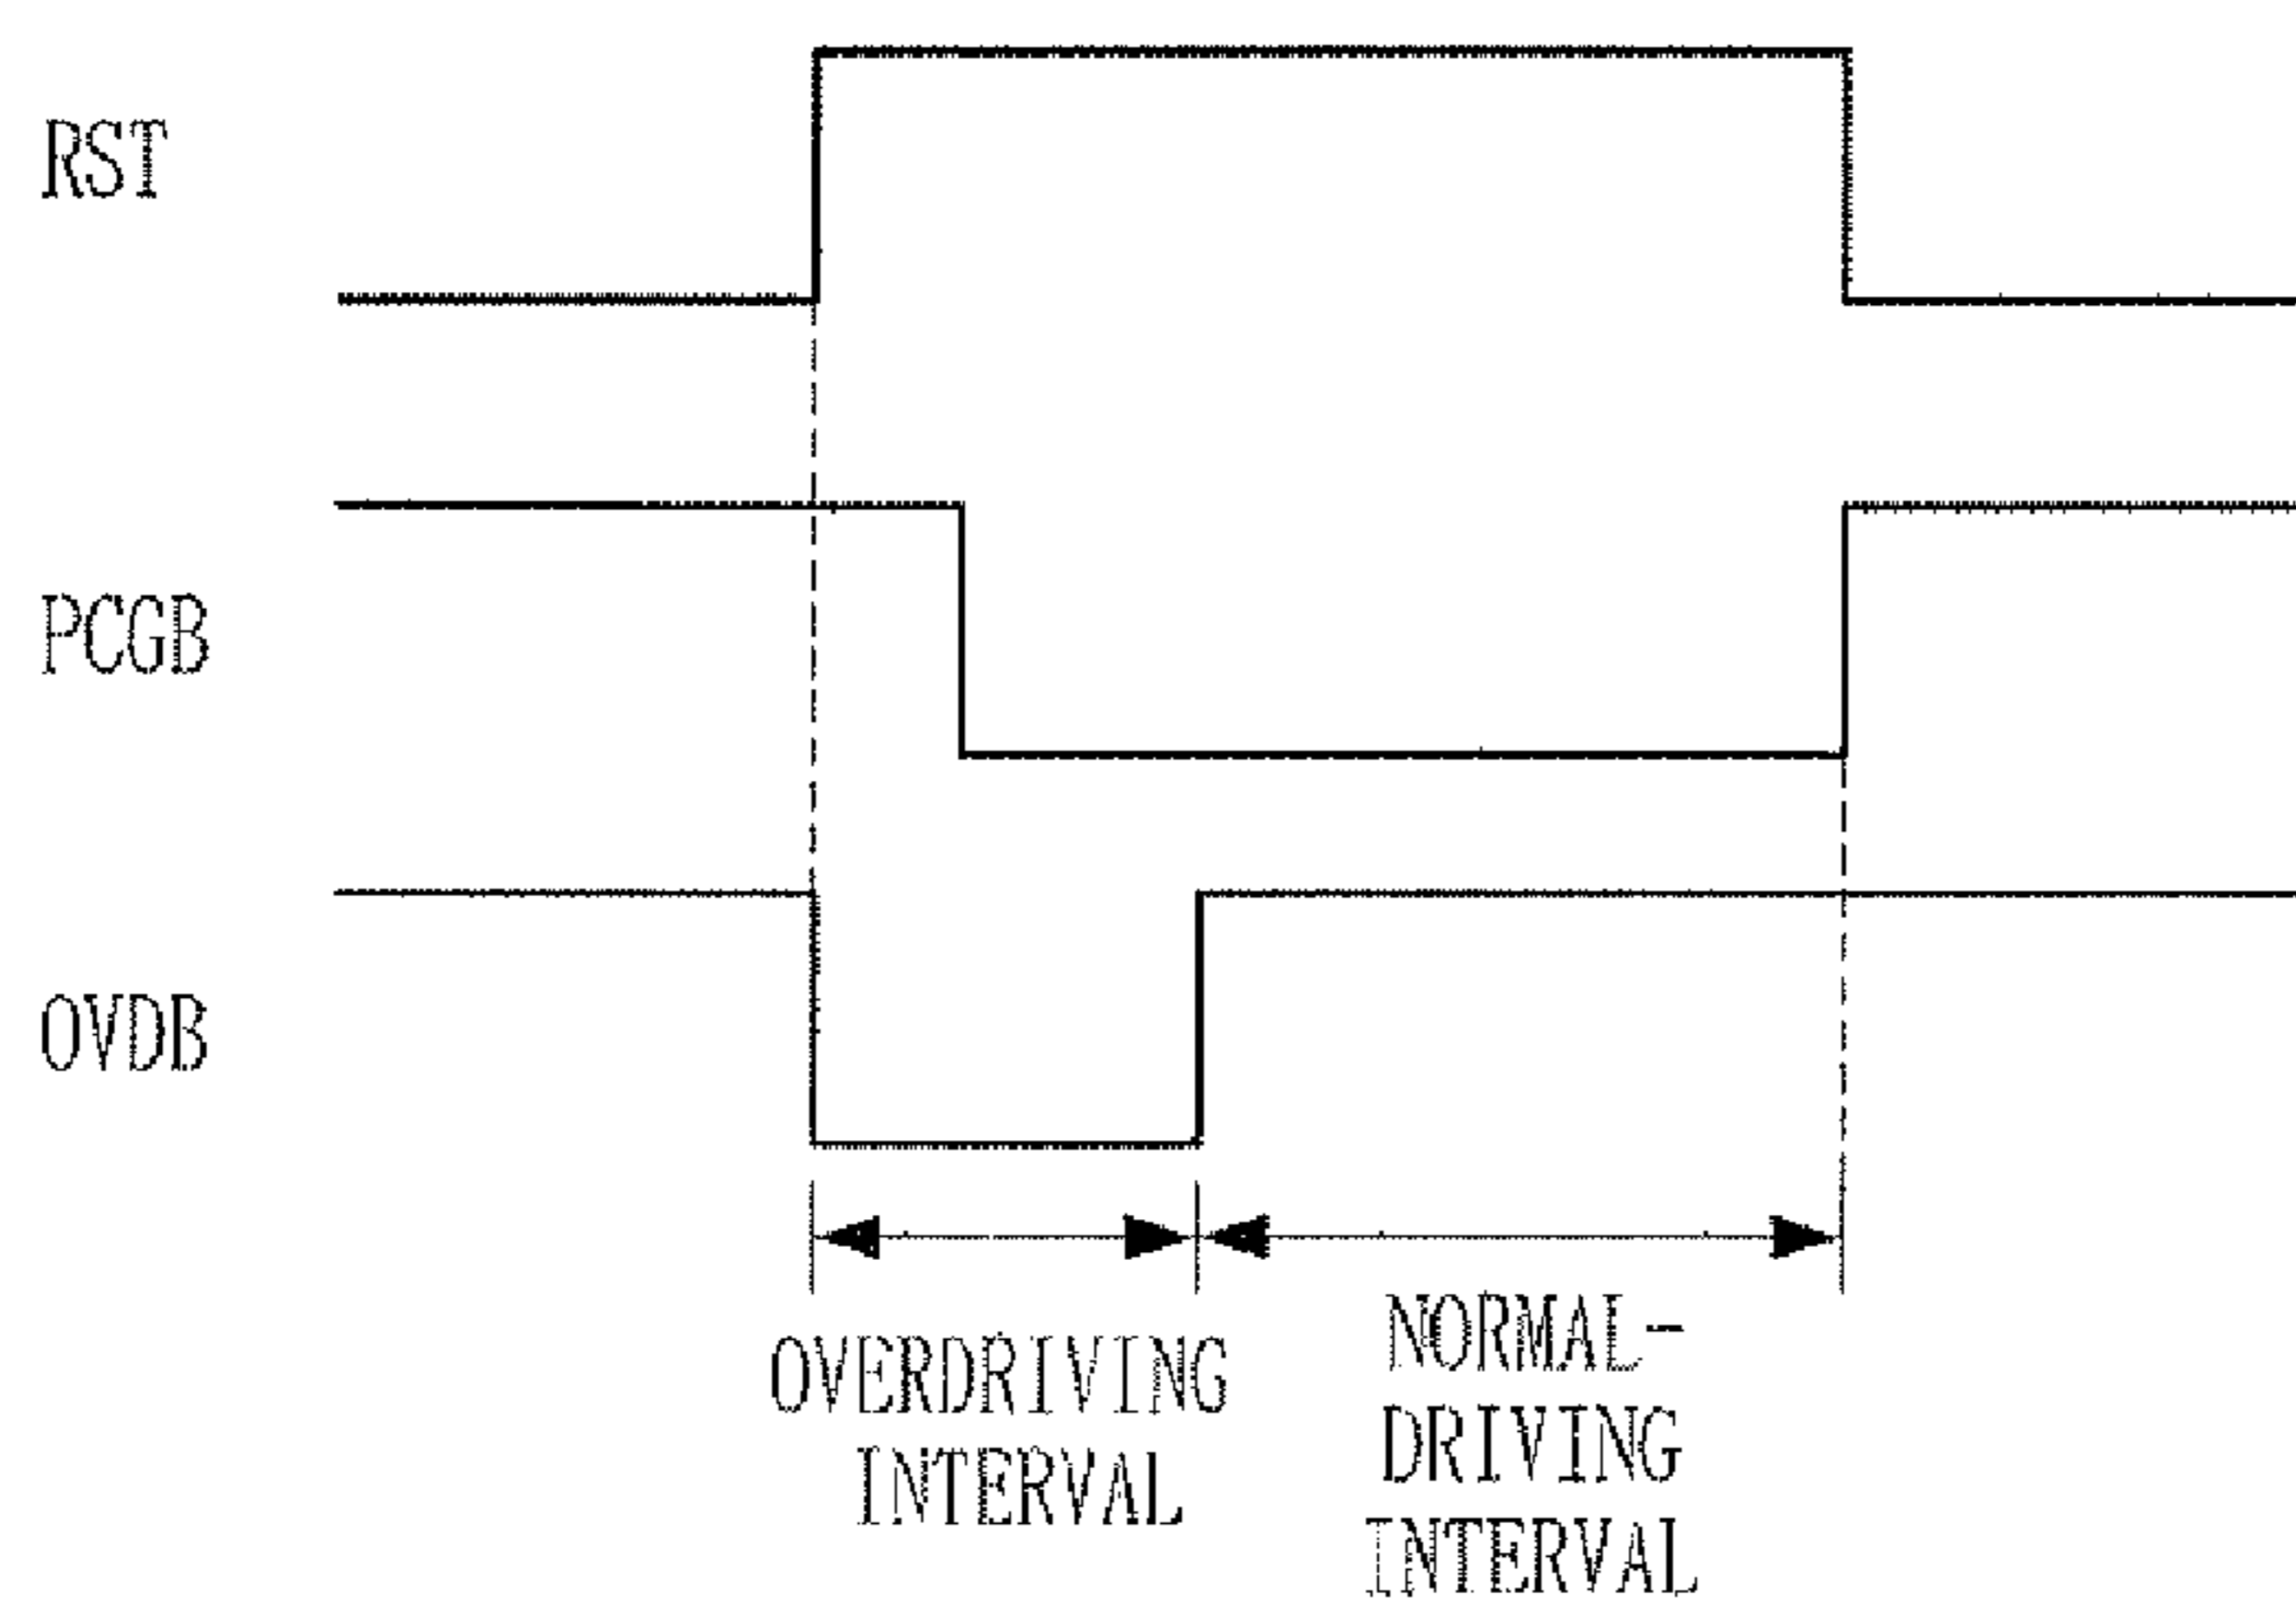 RST
PCGB
OVDB
OVERDRIVING
INTERVAL
NORMAL-
DRIVING
INTERVAL